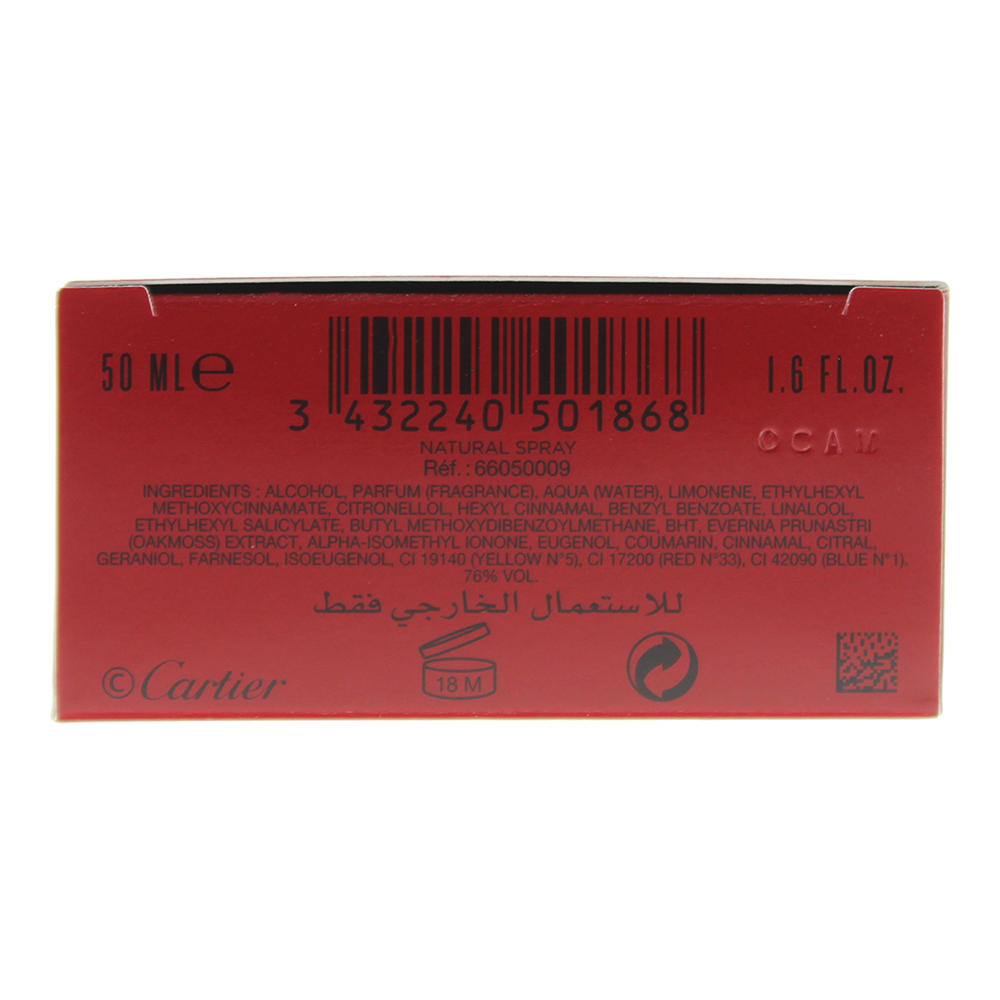 50 ML ℮
1.6 FL.OZ.
3 432240 501868
CCAM
NATURAL SPRAY
Réf. : 66050009
INGREDIENTS : ALCOHOL, PARFUM (FRAGRANCE), AQUA (WATER), LIMONENE, ETHYLHEXYL
METHOXYCINNAMATE, CITRONELLOL, HEXYL CINNAMAL, BENZYL BENZOATE, LINALOOL,
ETHYLHEXYL SALICYLATE, BUTYL METHOXYDIBENZOYLMETHANE, BHT, EVERNIA PRUNASTRI
(OAKMOSS) EXTRACT, ALPHA-ISOMETHYL IONONE, EUGENOL, COUMARIN, CINNAMAL, CITRAL,
GERANIOL, FARNESOL, ISOEUGENOL, CI 19140 (YELLOW N°5), CI 17200 (RED N°33), CI 42090 (BLUE N°1).
76% VOL.
للاستعمال الخارجي فقط
© Cartier
18 M